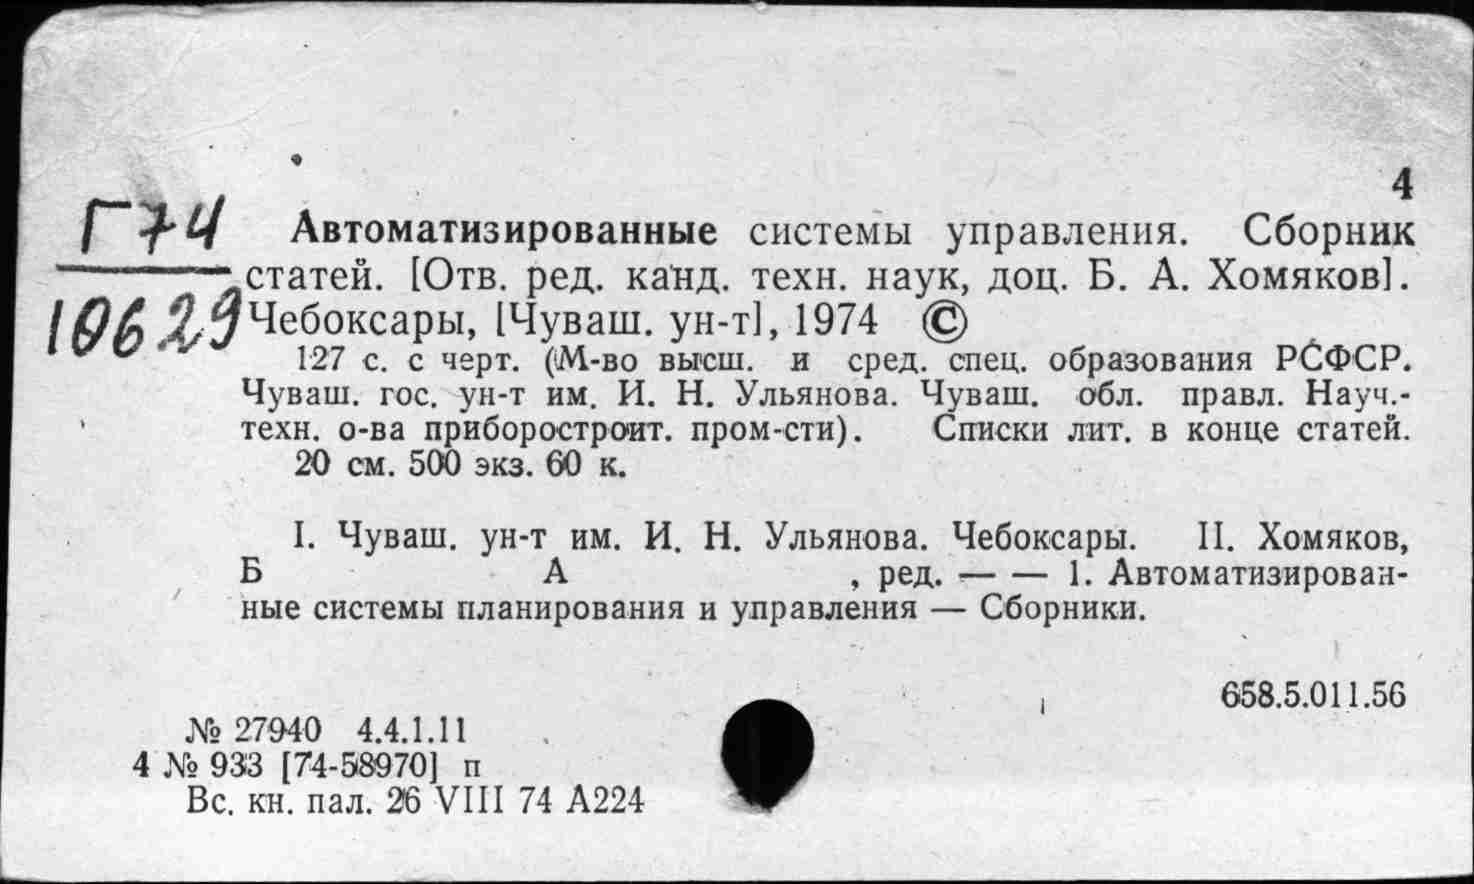 4
Г74 Автоматизированные системы управления. Сборник
статей. [Отв. ред. канд. техн. наук, доц. Б. А. Хомяков].
10629 Чебоксары, [Чуваш. ун-т], 1974 ©
127 с. с черт. (М-во высш. и сред. спец. образования РСФСР.
Чуваш. гос. ун-т им. И. Н. Ульянова. Чуваш. обл. правл. Науч.-
техн. о-ва приборостроит. пром-сти). Списки лит. в конце статей.
20 см. 500 экз. 60 к.
I. Чуваш. ун-т им. И. Н. Ульянова. Чебоксары. II. Хомяков,
Б А , ред. — — 1. Автоматизирован-
ные системы планирования и управления — Сборники.
658.5.011.56
№ 27940 4.4.1.11
4 № 933 [74-58970] п
Вс. кн. пал. 26 VIII 74 А224